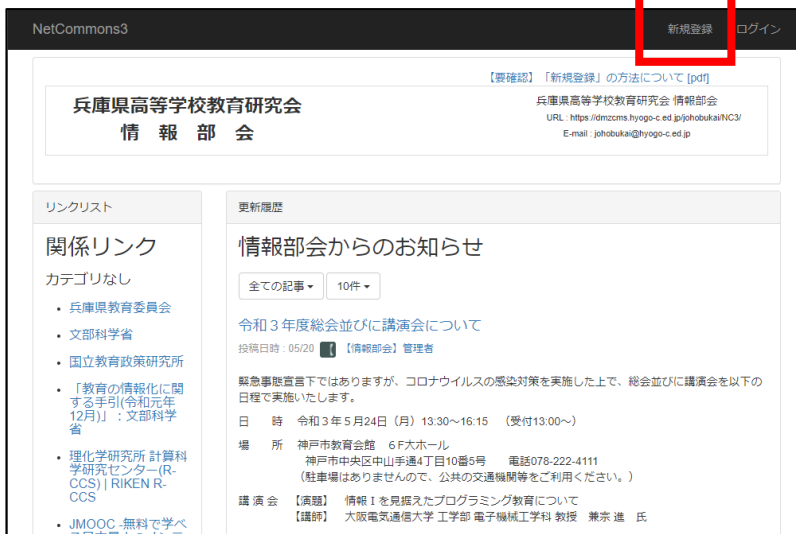 NetCommons3
新規登録 ログイン
【要確認】「新規登録」の方法について [pdf]
兵庫県高等学校教育研究会
情 報 部 会
兵庫県高等学校教育研究会 情報部会
URL : https://dmzcms.hyogo-c.ed.jp/johobukai/NC3/
E-mail : johobukai@hyogo-c.ed.jp
リンクリスト
関係リンク
カテゴリなし
兵庫県教育委員会
文部科学省
国立教育政策研究所
「教育の情報化に関
する手引(令和元年
12月)」：文部科学
省
理化学研究所 計算科
学研究センター(R-
CCS) | RIKEN R-
CCS
JMOOC -無料で学べ
更新履歴
情報部会からのお知らせ
全ての記事 10件
令和３年度総会並びに講演会について
投稿日時 : 05/20 【情報部会】管理者
緊急事態宣言下ではありますが、コロナウイルスの感染対策を実施した上で、総会並びに講演会を以下の
日程で実施いたします。
日　　時　令和３年５月24日（月）13:30～16:15　（受付13:00～）
場　　所　神戸市教育会館　６Fホール
神戸市中央区中山手通4丁目10番5号　電話078-222-4111
（駐車場はありませんので、公共の交通機関等をご利用ください。）
講 演 会　【演題】　情報Ⅰを見据えたプログラミング教育について
【講師】　大阪電気通信大学 工学部 電子機械工学科 教授　兼宗 進　氏